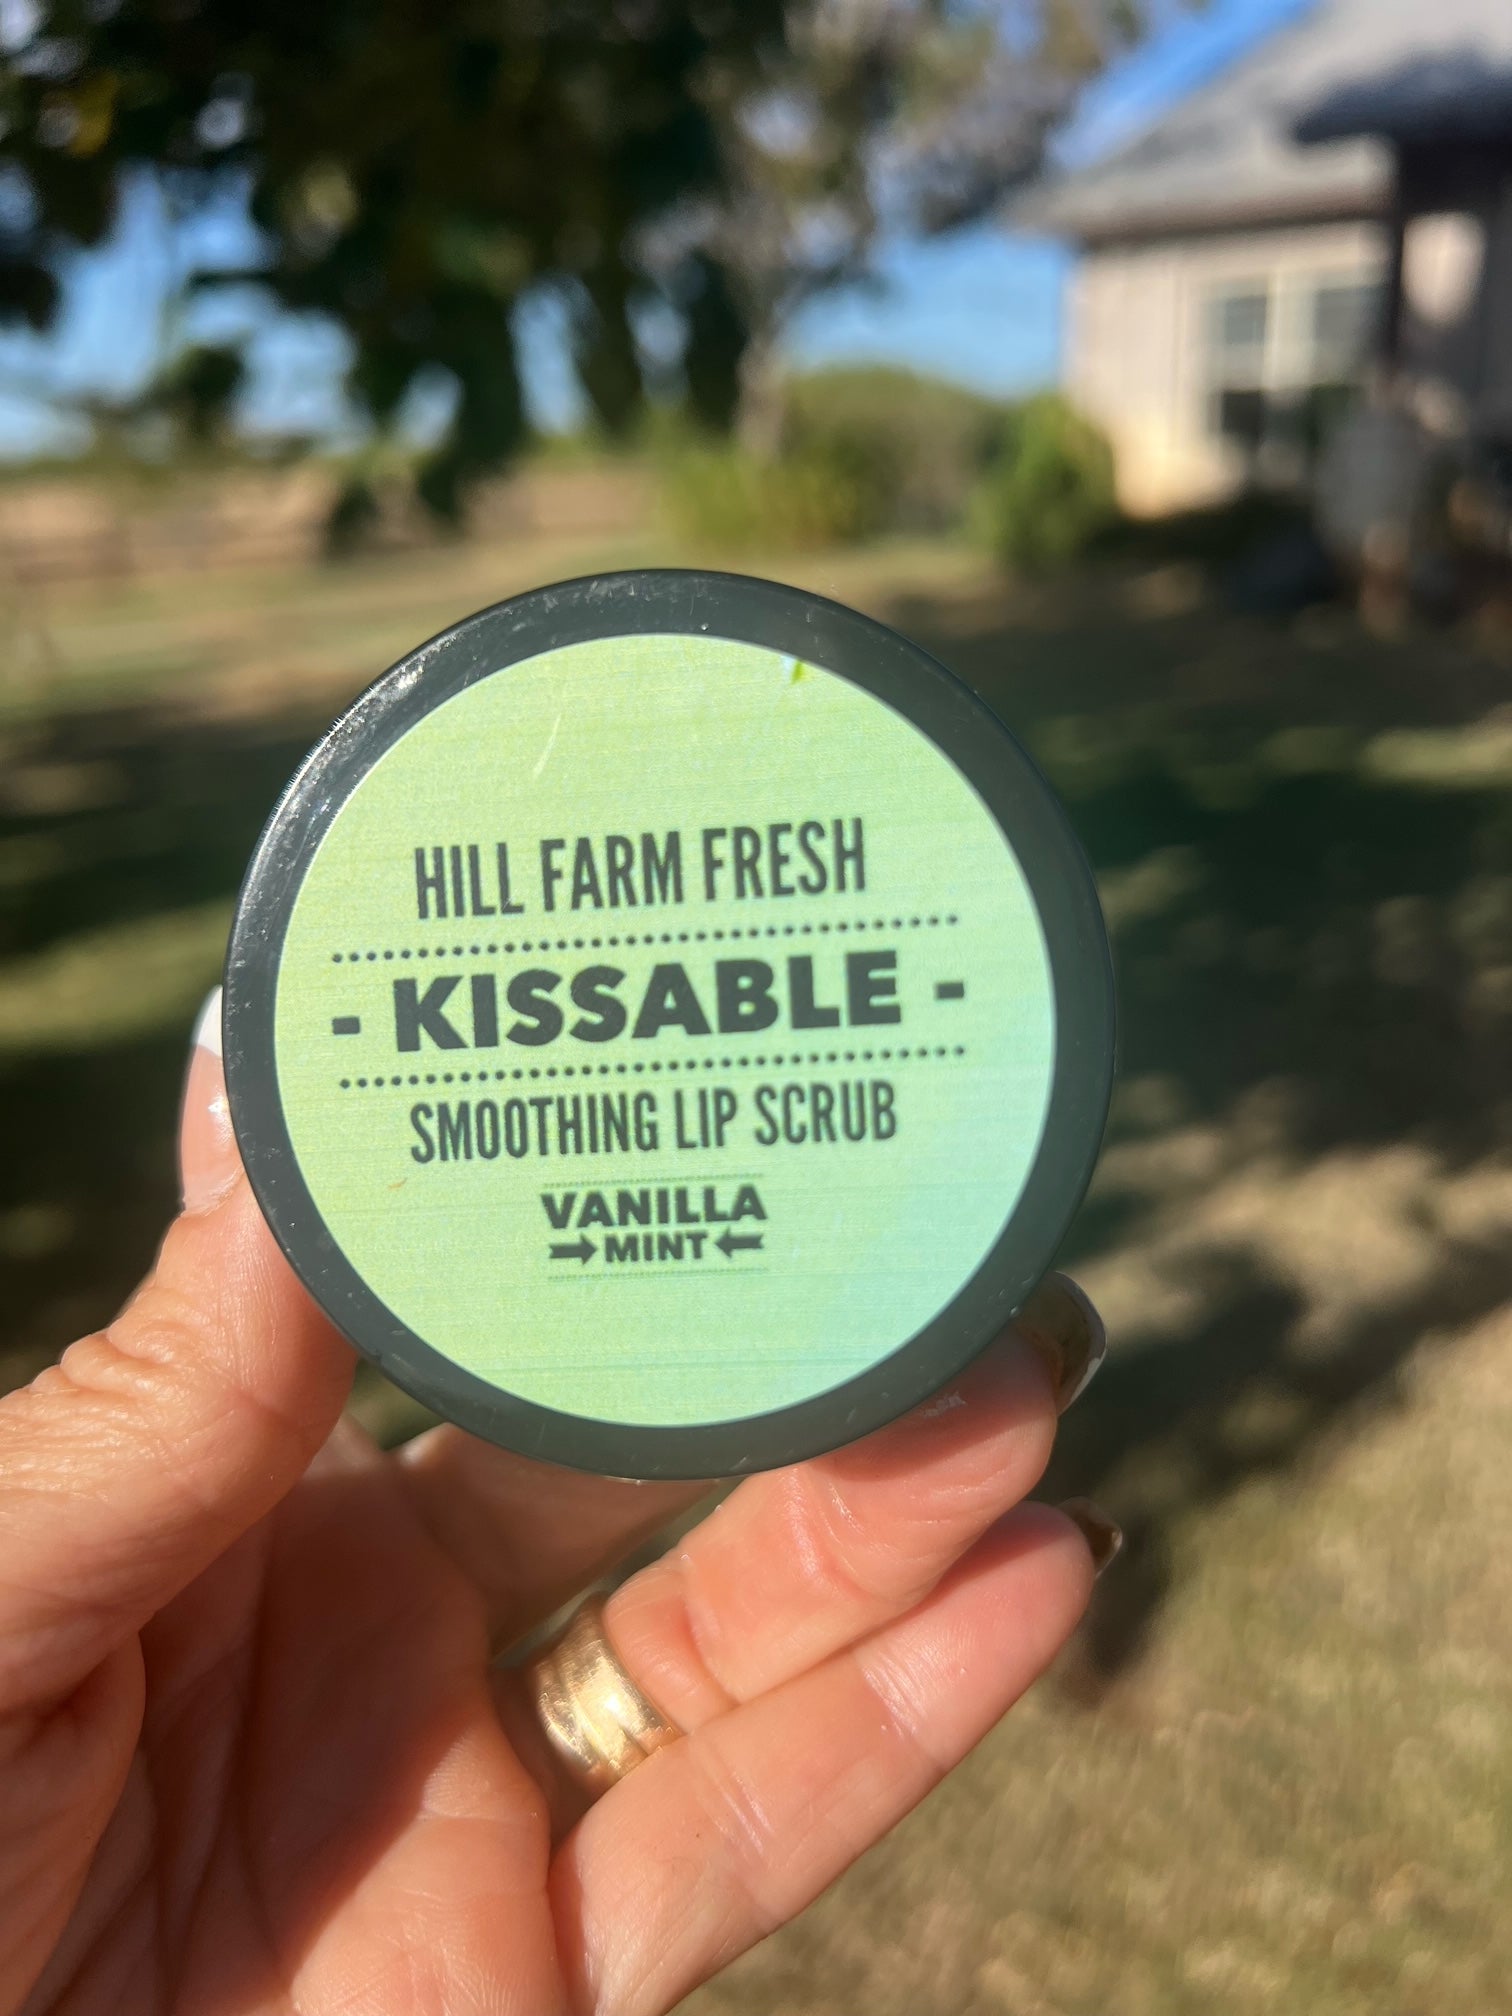 HILL FARM FRESH
- KISSABLE -
SMOOTHING LIP SCRUB
VANILLA
MINT